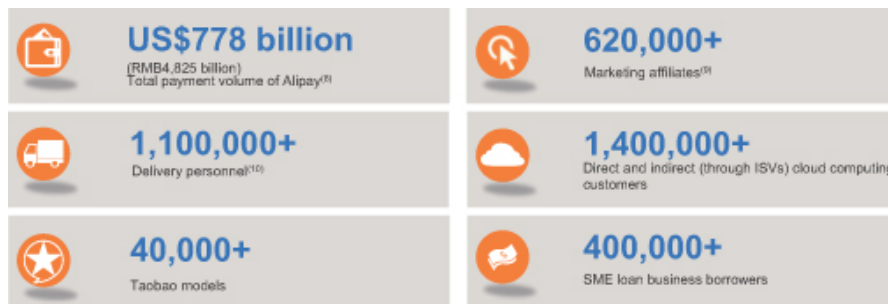 US$778 billion
(RMB4,825 billion)
Total payment volume of Alipay(8)
620,000+
Marketing affiliates(9)
1,100,000+
Delivery personnel(10)
1,400,000+
Direct and indirect (through ISVs) cloud computing
customers
40,000+
Taobao models
400,000+
SME loan business borrowers